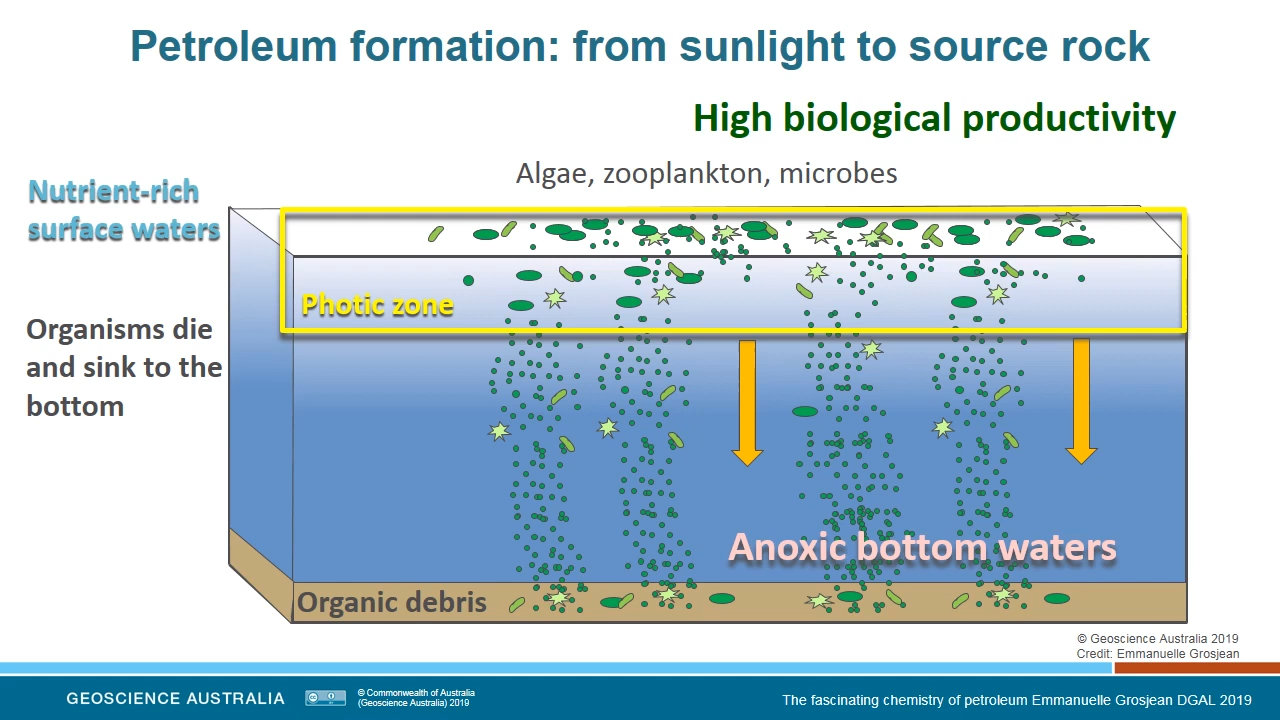 Petroleum formation: from sunlight to source rock
High biological productivity
Algae, zooplankton, microbes
Nutrient-rich
surface waters
Photic zone
Organisms die
and sink to the
bottom
Anoxic bottom waters
Organic debris
© Geoscience Australia 2019
Credit: Emmanuelle Grosjean
GEOSCIENCE AUSTRALIA
© Commonwealth of Australia
(Geoscience Australia) 2019
The fascinating chemistry of petroleum Emmanuelle Grosjean DGAL 2019